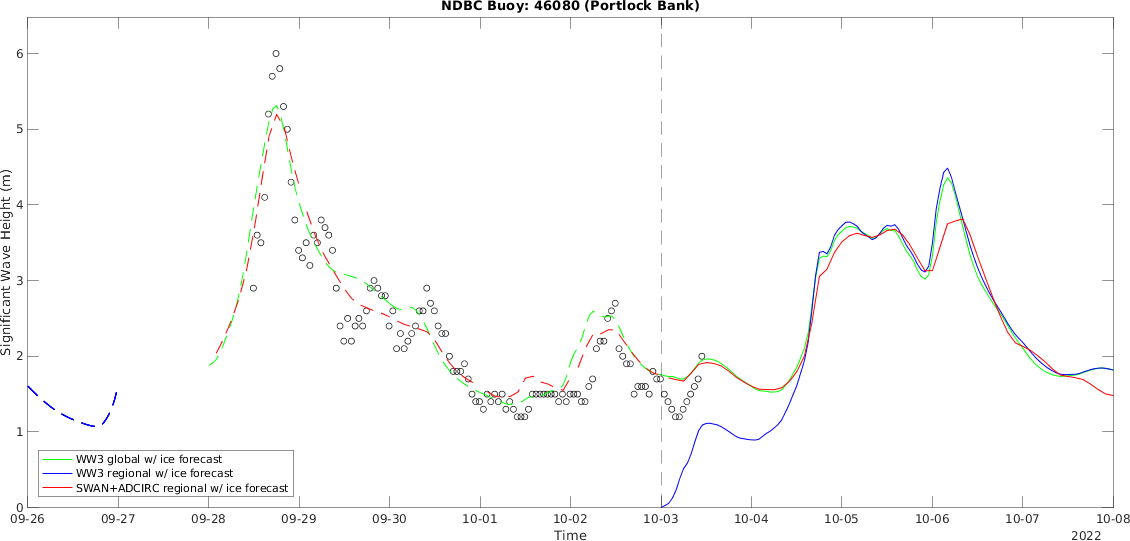 NDBC Buoy: 46080 (Portlock Bank)
Significant Wave Height (m)
6
5
4
3
2
1
0
WW3 global w/ ice forecast
WW3 regional w/ ice forecast
SWAN+ADCIRC regional w/ ice forecast
09-26 09-27 09-28 09-29 09-30 10-01 10-02 10-03 10-04 10-05 10-06 10-07 10-08
Time
2022